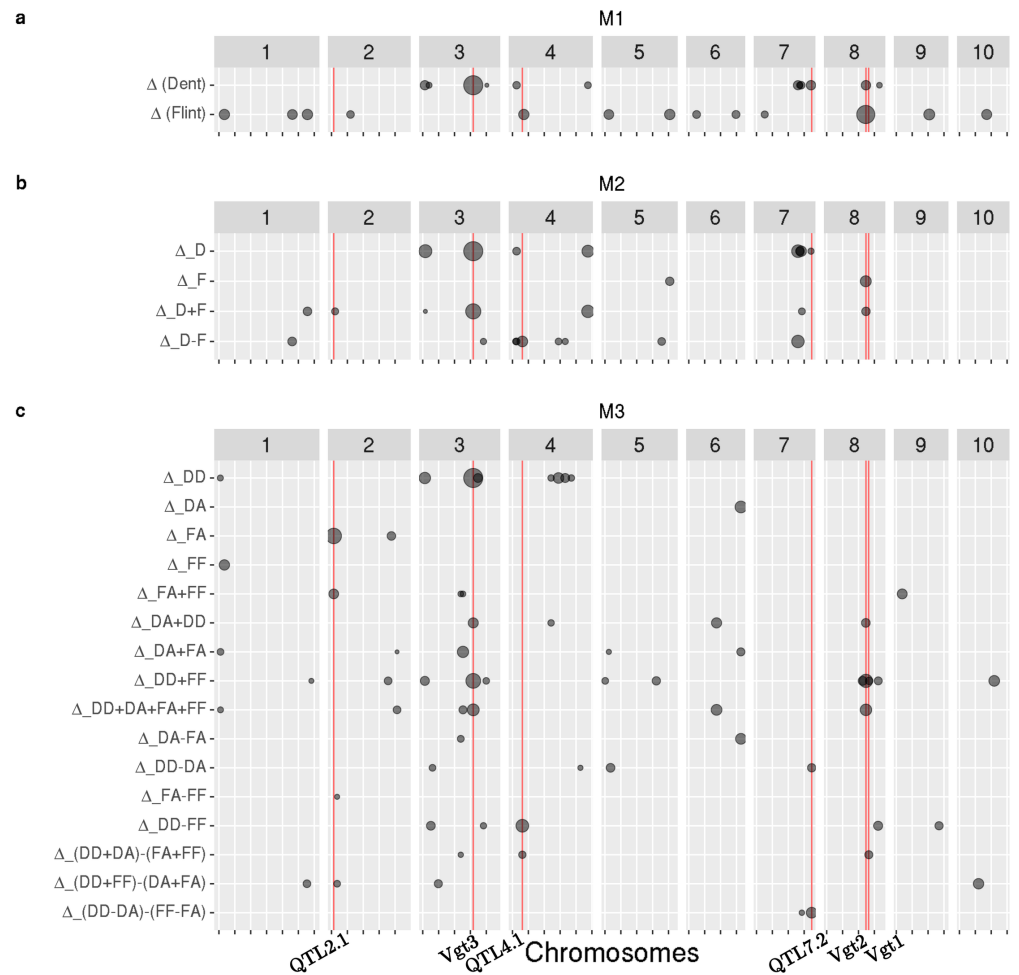 a
M1
1 2 3 4 5 6 7 8 9 10
Δ (Dent)
Δ (Flint)
b
M2
1 2 3 4 5 6 7 8 9 10
Δ_D
Δ_F
Δ_D+F
Δ_D-F
c
M3
1 2 3 4 5 6 7 8 9 10
Δ_DD
Δ_DA
Δ_FA
Δ_FF
Δ_FA+FF
Δ_DA+DD
Δ_DA+FA
Δ_DD+FF
Δ_DD+DA+FA+FF
Δ_DA-FA
Δ_DD-DA
Δ_FA-FF
Δ_DD-FF
Δ_(DD+DA)-(FA+FF)
Δ_(DD+FF)-(DA+FA)
Δ_(DD-DA)-(FF-FA)
QTL2.1 Vgt3 QTL4.1 QTL7.2 Vgt2 Vgt1
Chromosomes